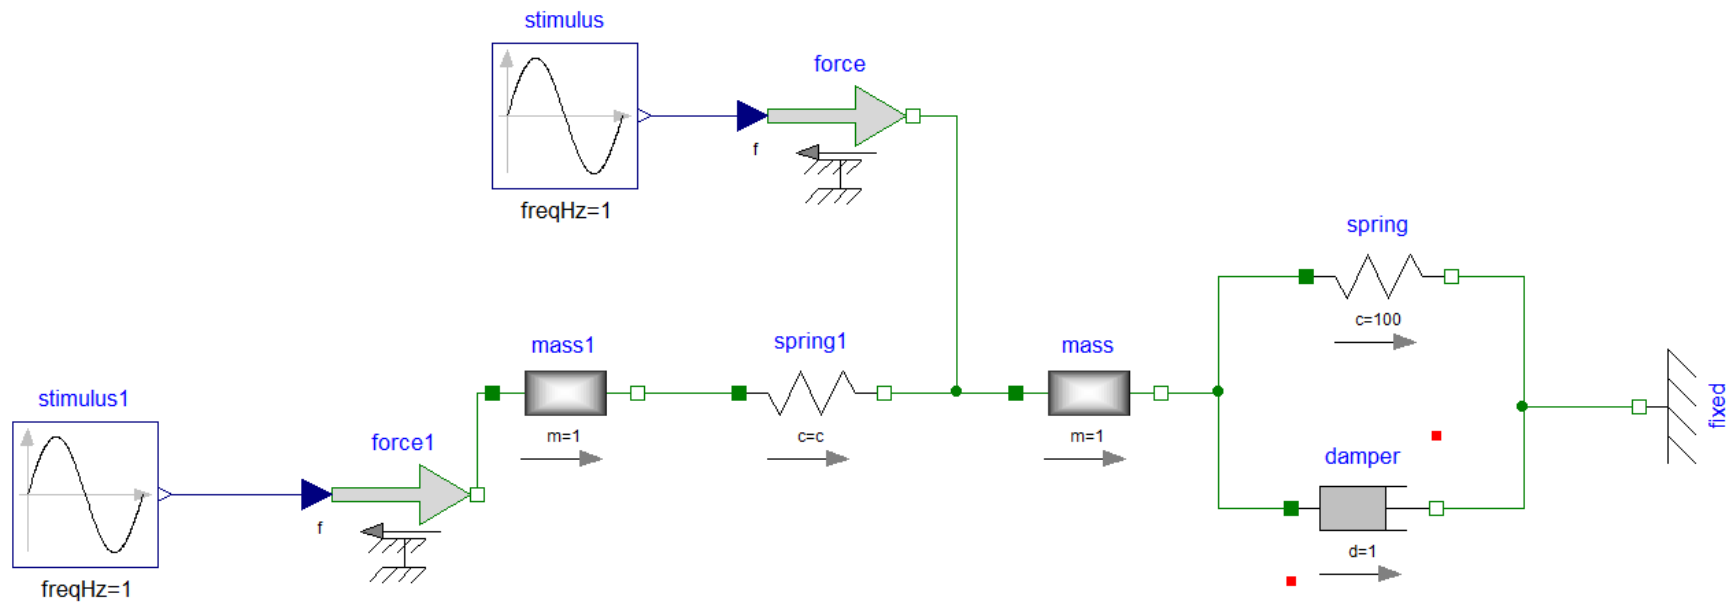 stimulus
force
f
freqHz=1
spring
c=100
mass1
spring1
mass
m=1
c=c
m=1
fixed
stimulus1
force1
damper
f
d=1
freqHz=1